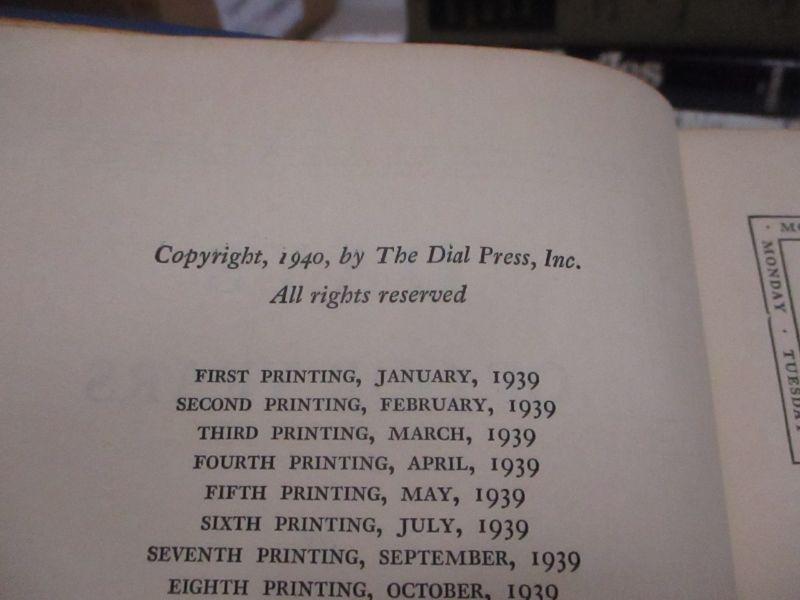 Copyright, 1940, by The Dial Press, Inc.
All rights reserved
FIRST PRINTING, JANUARY, 1939
SECOND PRINTING, FEBRUARY, 1939
THIRD PRINTING, MARCH, 1939
FOURTH PRINTING, APRIL, 1939
FIFTH PRINTING, MAY, 1939
SIXTH PRINTING, JULY, 1939
SEVENTH PRINTING, SEPTEMBER, 1939
EIGHTH PRINTING, OCTOBER, 1939
· MONDAY · TUESDAY